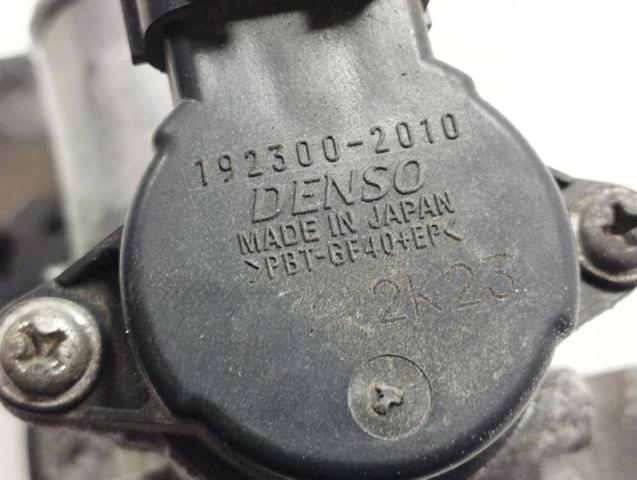 192300-2010
DENSO
MADE IN JAPAN
>PBT-GF40+EP<
2K23